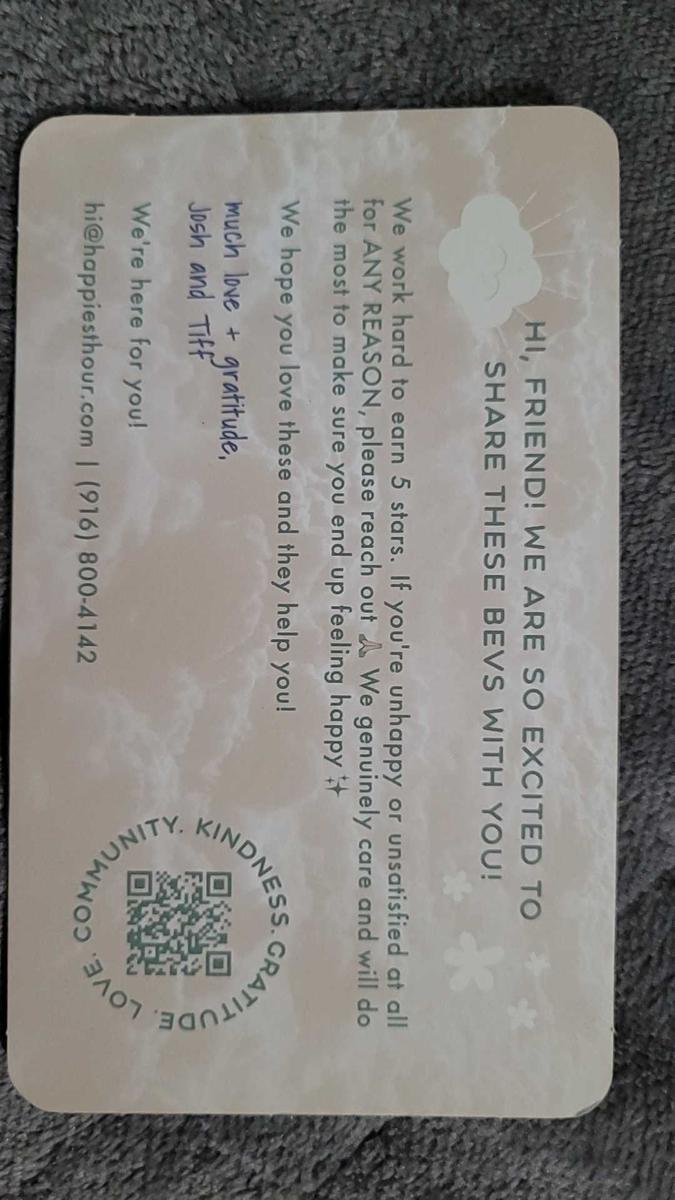 HI, FRIEND! WE ARE SO EXCITED TO
SHARE THESE BEVS WITH YOU!
We work hard to earn 5 stars. If you're unhappy or unsatisfied at all
for ANY REASON, please reach out 🙏 We genuinely care and will do
the most to make sure you end up feeling happy ✨
We hope you love these and they help you!
much love + gratitude,
Josh and Tiff
We're here for you!
hi@happiesthour.com | (916) 800-4142
COMMUNITY. KINDNESS. GRATITUDE. LOVE.